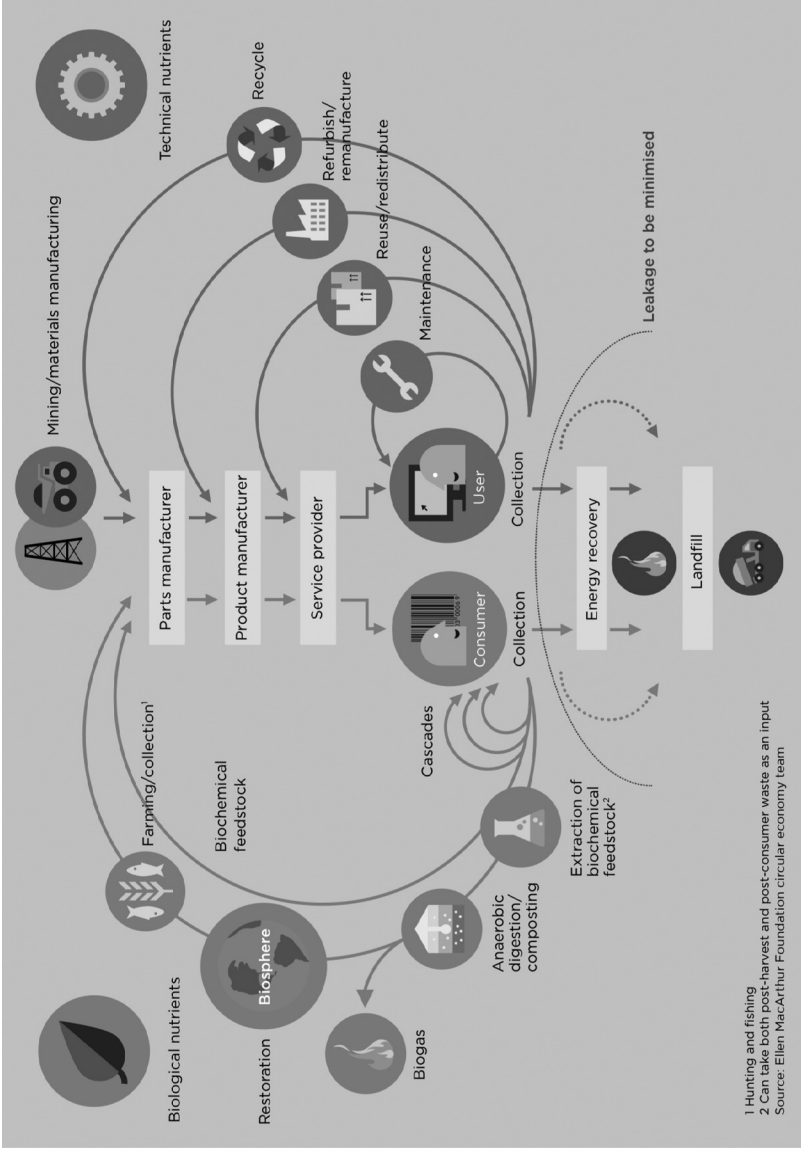 Mining/materials manufacturing
Biological nutrients
Technical nutrients
Farming/collection¹
Parts manufacturer
Recycle
Biochemical
feedstock
Product manufacturer
Refurbish/
remanufacture
Restoration
Biosphere
Service provider
Reuse/redistribute
Biogas
Cascades
Maintenance
Consumer
User
Anaerobic
digestion/
composting
Collection
Collection
Extraction of
biochemical
feedstock²
Energy recovery
Leakage to be minimised
Landfill
1 Hunting and fishing
2 Can take both post-harvest and post-consumer waste as an input
Source: Ellen MacArthur Foundation circular economy team